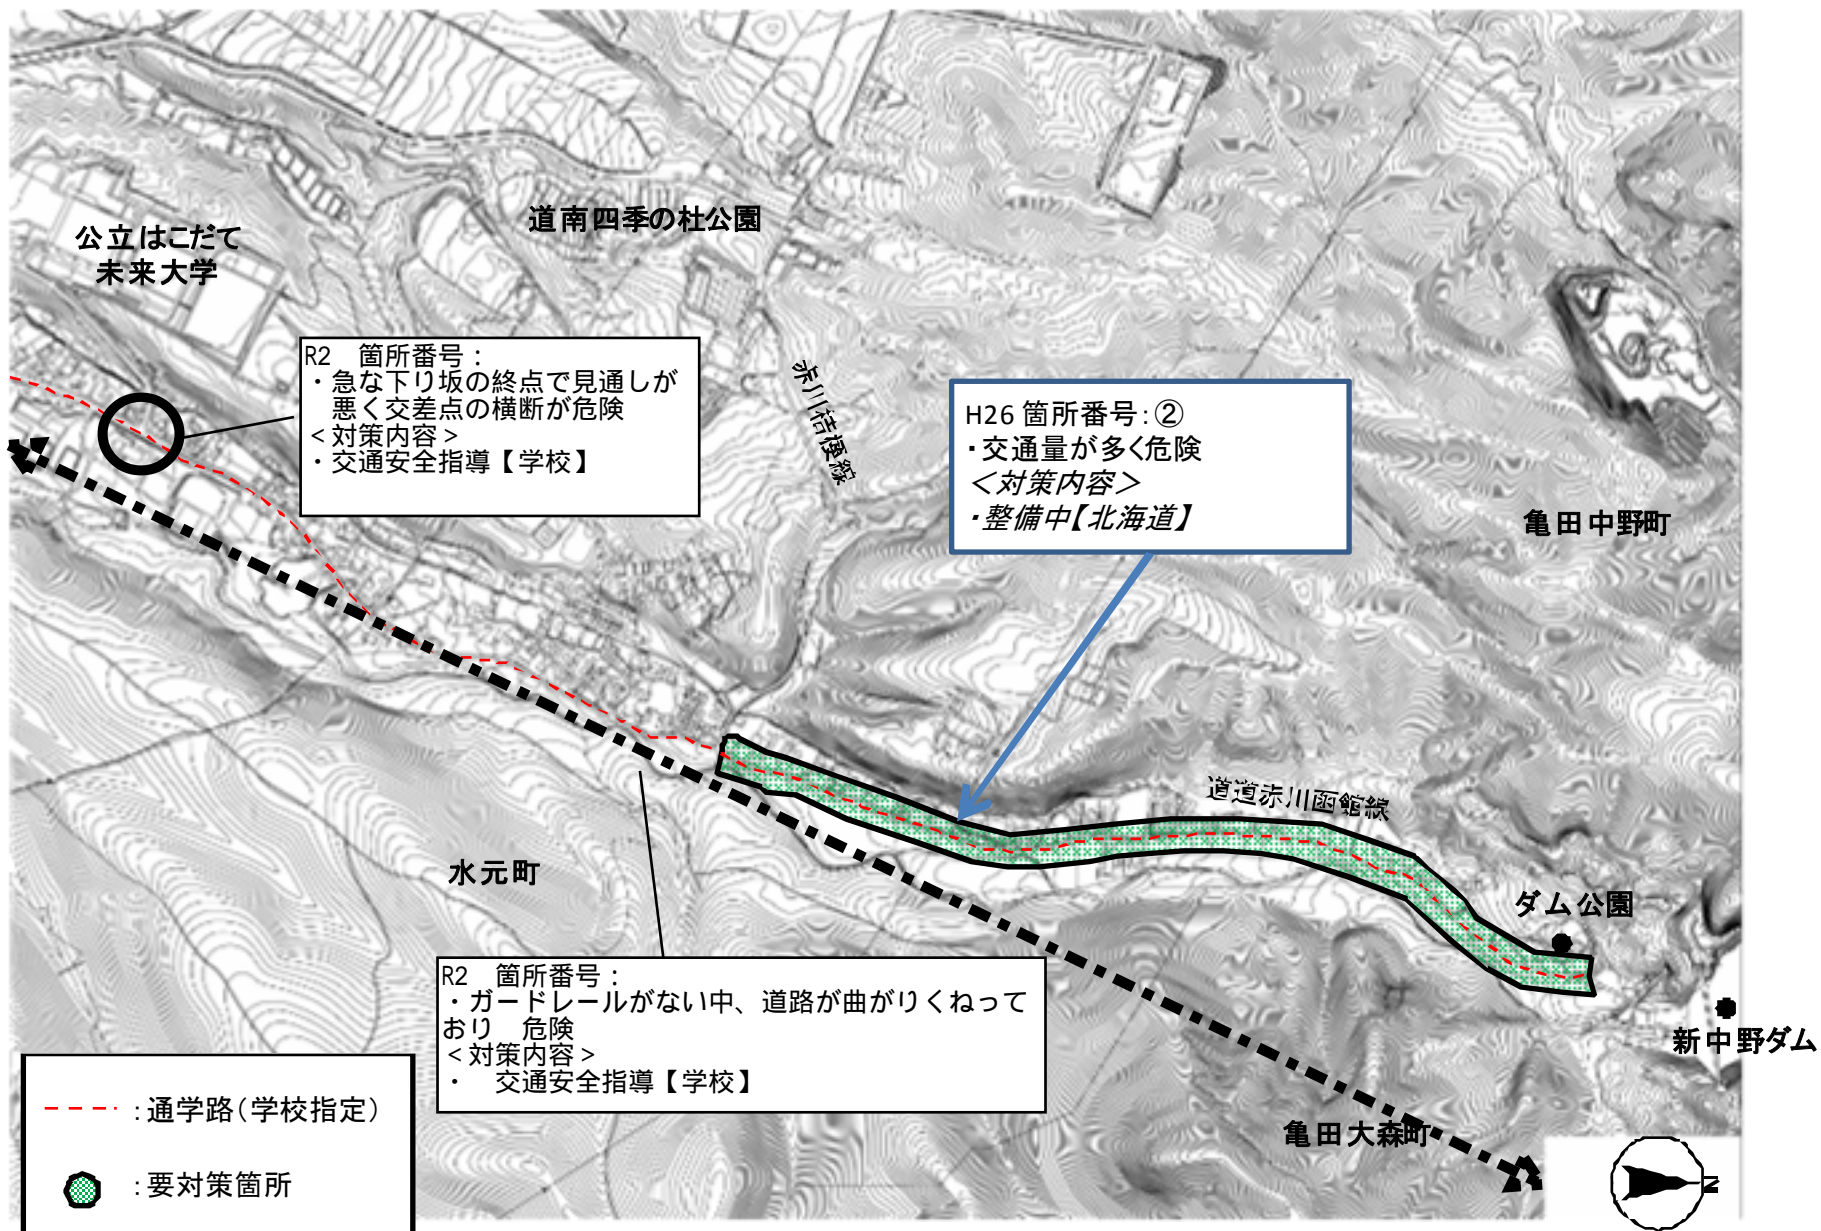 道南四季の杜公園
公立はこだて
未来大学
R2　箇所番号：
・急な下り坂の終点で見通しが
悪く交差点の横断が危険
＜対策内容＞
・交通安全指導【学校】
赤川桔梗線
H26 箇所番号：②
・交通量が多く危険
＜対策内容＞
・整備中【北海道】
亀田中野町
道道赤川函館線
水元町
ダム公園
R2　箇所番号：
・ガードレールがない中、道路が曲がりくねって
おり　危険
＜対策内容＞
・　交通安全指導【学校】
新中野ダム
亀田大森町
：通学路（学校指定）
：要対策箇所
N